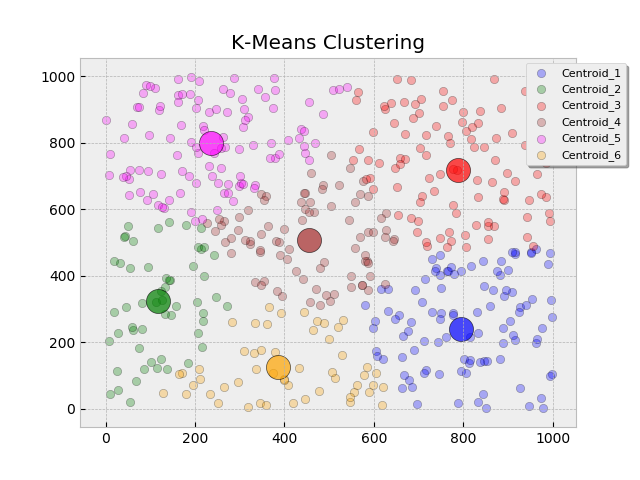 K-Means Clustering
1000
800
600
400
200
0
0
200
400
600
800
1000
Centroid_1
Centroid_2
Centroid_3
Centroid_4
Centroid_5
Centroid_6